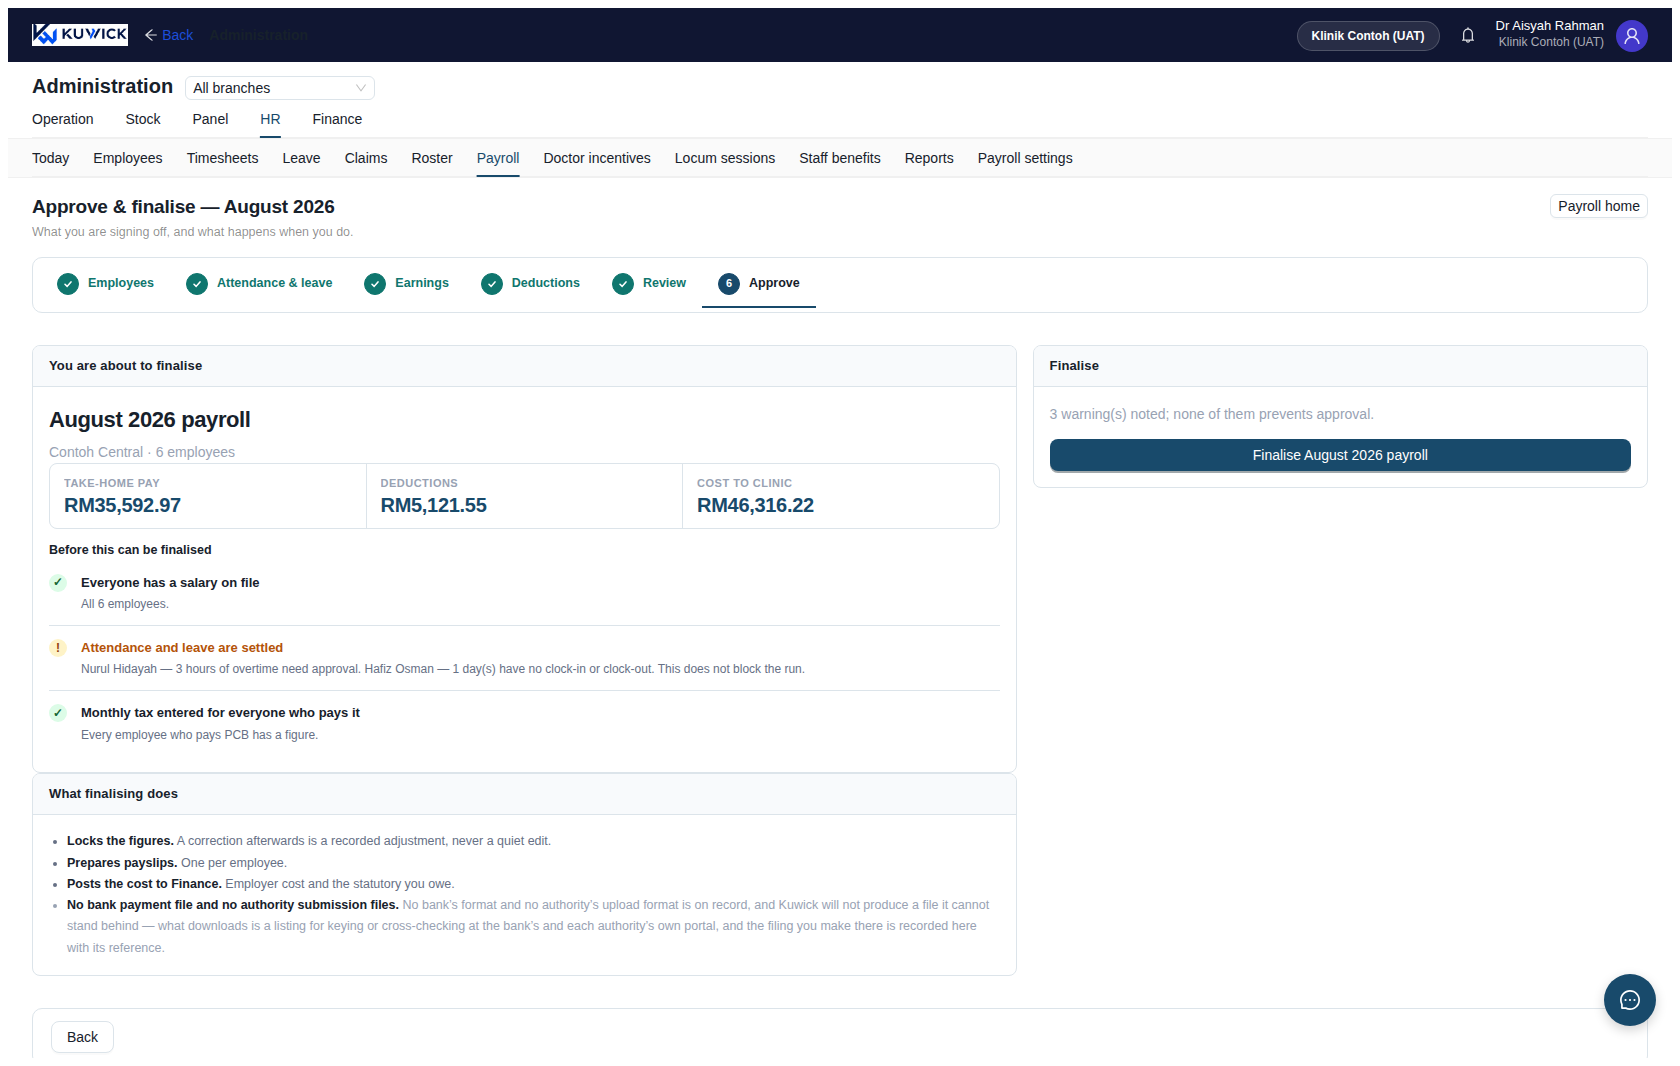 KUWICK
Back Administration
Klinik Contoh (UAT)
Dr Aisyah Rahman
Klinik Contoh (UAT)
Administration
All branches
Operation Stock Panel HR Finance
Today Employees Timesheets Leave Claims Roster Payroll Doctor incentives Locum sessions Staff benefits Reports Payroll settings
Approve & finalise — August 2026
Payroll home
What you are signing off, and what happens when you do.
Employees Attendance & leave Earnings Deductions Review 6 Approve
You are about to finalise
August 2026 payroll
Contoh Central · 6 employees
TAKE-HOME PAY DEDUCTIONS COST TO CLINIC
RM35,592.97 RM5,121.55 RM46,316.22
Before this can be finalised
✓ Everyone has a salary on file
All 6 employees.
! Attendance and leave are settled
Nurul Hidayah — 3 hours of overtime need approval. Hafiz Osman — 1 day(s) have no clock-in or clock-out. This does not block the run.
✓ Monthly tax entered for everyone who pays it
Every employee who pays PCB has a figure.
Finalise
3 warning(s) noted; none of them prevents approval.
Finalise August 2026 payroll
What finalising does
• Locks the figures. A correction afterwards is a recorded adjustment, never a quiet edit.
• Prepares payslips. One per employee.
• Posts the cost to Finance. Employer cost and the statutory you owe.
• No bank payment file and no authority submission files. No bank's format and no authority's upload format is on record, and Kuwick will not produce a file it cannot
stand behind — what downloads is a listing for keying or cross-checking at the bank's and each authority's own portal, and the filing you make there is recorded here
with its reference.
Back